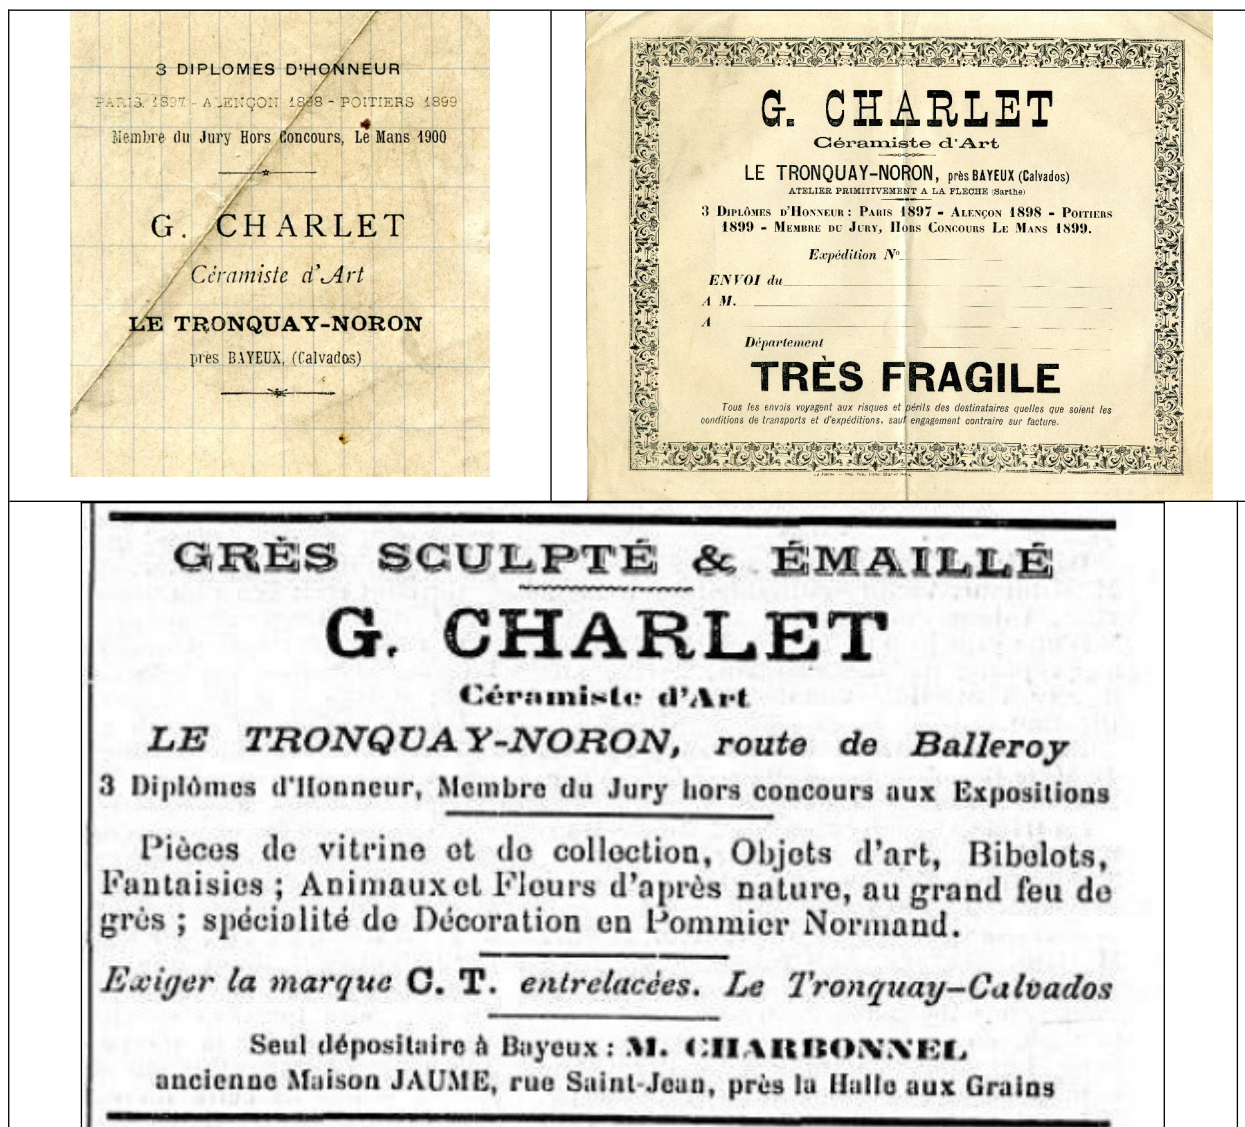 3 DIPLOMES D'HONNEUR
PARIS 1897 - ALENÇON 1898 - POITIERS 1899
Membre du Jury Hors Concours, Le Mans 1900
G. CHARLET
Céramiste d'Art
LE TRONQUAY-NORON
près BAYEUX, (Calvados)
G. CHARLET
Céramiste d'Art
LE TRONQUAY-NORON, près BAYEUX (Calvados)
ATELIER PRIMITIVEMENT A LA FLECHE (Sarthe)
3 DIPLÔMES D'HONNEUR : PARIS 1897 - ALENÇON 1898 - POITIERS
1899 - MEMBRE DU JURY, HORS CONCOURS LE MANS 1899.
Expédition N°
ENVOI du
A M.
A
Département
TRÈS FRAGILE
Tous les envois voyagent aux risques et périls des destinataires quelles que soient les
conditions de transports et d'expéditions, sauf engagement contraire sur facture.
GRÈS SCULPTÉ & ÉMAILLÉ
G. CHARLET
Céramiste d'Art
LE TRONQUAY-NORON, route de Balleroy
3 Diplômes d'Honneur, Membre du Jury hors concours aux Expositions
Pièces de vitrine et de collection, Objets d'art, Bibelots,
Fantaisies ; Animaux et Fleurs d'après nature, au grand feu de
grès ; spécialité de Décoration en Pommier Normand.
Exiger la marque C. T. entrelacées. Le Tronquay-Calvados
Seul dépositaire à Bayeux : M. CHARBONNEL
ancienne Maison JAUME, rue Saint-Jean, près la Halle aux Grains